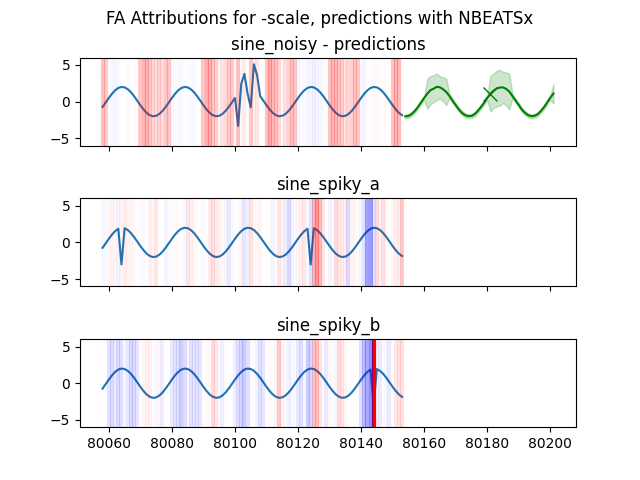 FA Attributions for -scale, predictions with NBEATSx
sine_noisy - predictions
5
0
−5
sine_spiky_a
5
0
−5
sine_spiky_b
5
0
−5
80060 80080 80100 80120 80140 80160 80180 80200